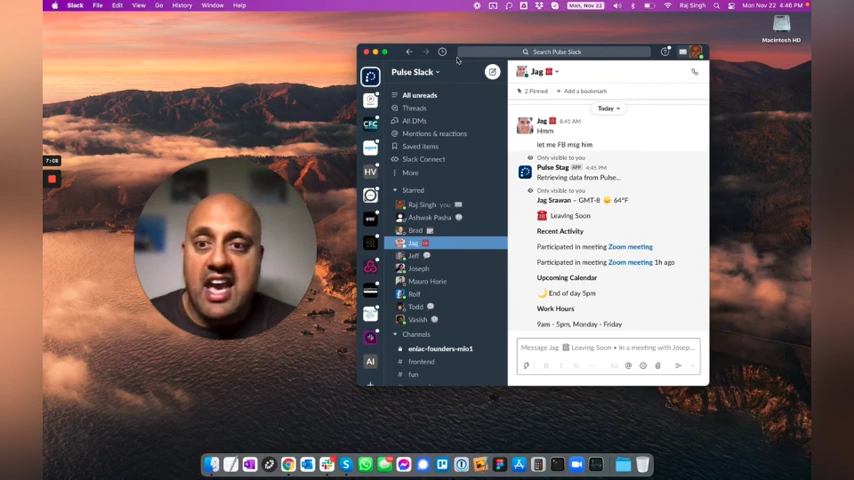 Slack File Edit View Go History Window Help
Mon, Nov 22
Raj Singh
Mon Nov 22 4:46 PM
Macintosh HD
7:08
Search Pulse Slack
Pulse Slack
All unreads
Threads
All DMs
Mentions & reactions
Saved items
Slack Connect
More
Starred
Raj Singh you
Ashwak Pasha
Brad
Jag
Jeff
Joseph
Mauro Horie
Rolf
Todd
Vasish
Channels
eniac-founders-mio1
# frontend
# fun
CFC
HV
AI
Jag
2 Pinned + Add a bookmark
Today
Jag 8:41 AM
Hmm
let me FB msg him
Only visible to you
Pulse Stag APP 4:45 PM
Retrieving data from Pulse...
Only visible to you
Jag Srawan – GMT-8 64°F
Leaving Soon
Recent Activity
Participated in meeting Zoom meeting
Participated in meeting Zoom meeting 1h ago
Upcoming Calendar
End of day 5pm
Work Hours
9am - 5pm, Monday - Friday
Message Jag Leaving Soon • In a meeting with Josep...
B I
Aa @